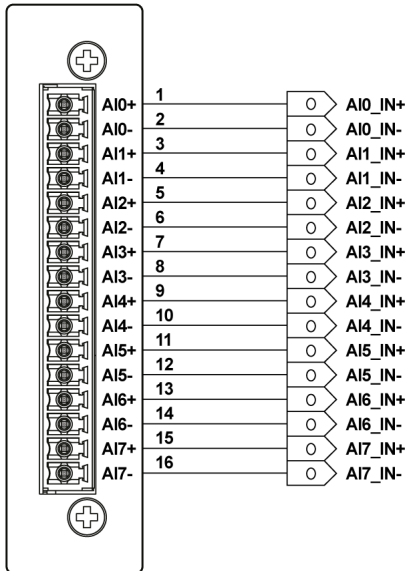 AI0+ 1 AI0_IN+
AI0- 2 AI0_IN-
AI1+ 3 AI1_IN+
AI1- 4 AI1_IN-
AI2+ 5 AI2_IN+
AI2- 6 AI2_IN-
AI3+ 7 AI3_IN+
AI3- 8 AI3_IN-
AI4+ 9 AI4_IN+
AI4- 10 AI4_IN-
AI5+ 11 AI5_IN+
AI5- 12 AI5_IN-
AI6+ 13 AI6_IN+
AI6- 14 AI6_IN-
AI7+ 15 AI7_IN+
AI7- 16 AI7_IN-